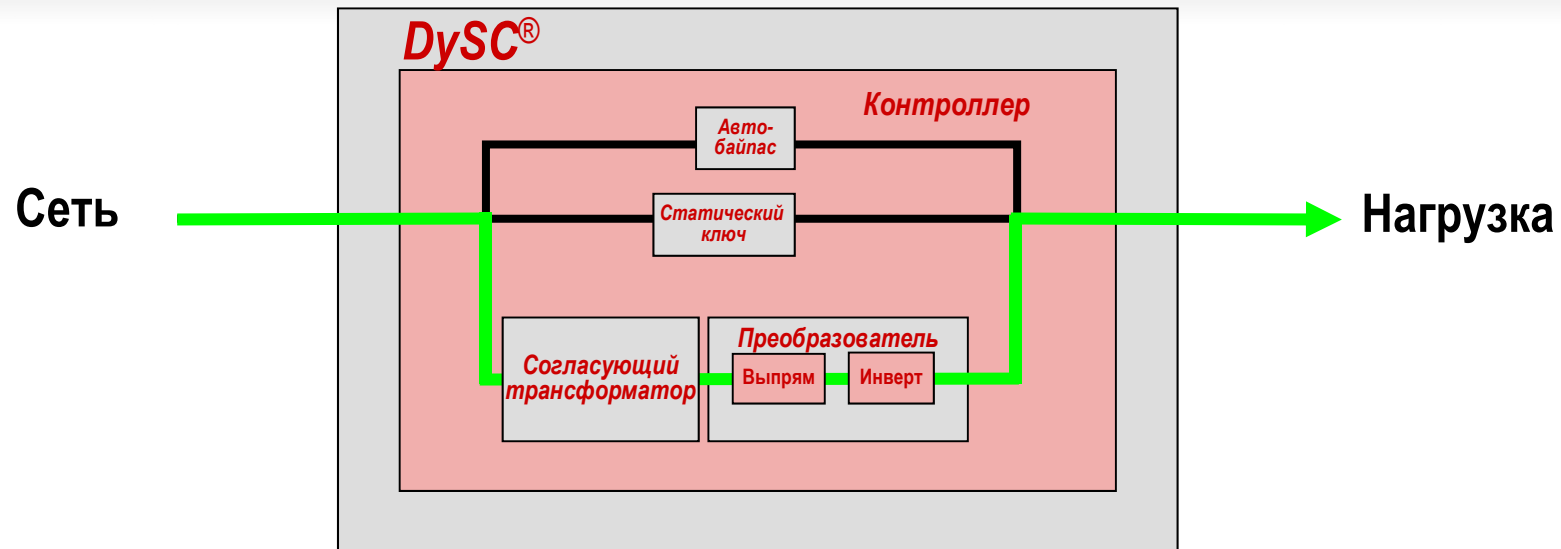 DySC®
Контроллер
Авто-
байпас
Сеть
Статический
ключ
Нагрузка
Преобразователь
Согласующий
трансформатор
Выпрям
Инверт